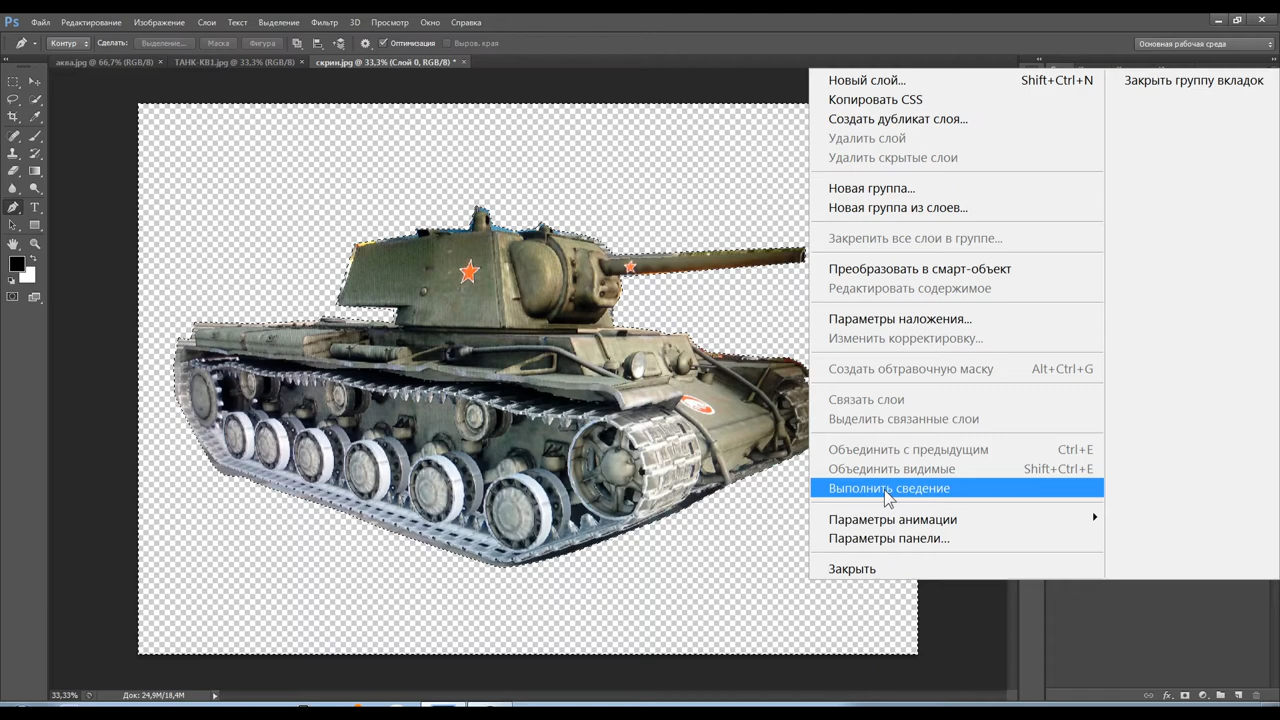 Ps Файл Редактирование Изображение Слои Текст Выделение Фильтр 3D Просмотр Окно Справка
Контур Сделать: Выделение... Маска Фигура Оптимизация Выров. края Основная рабочая среда
аква.jpg @ 66,7% (RGB/8) × ТАНК-КВ1.jpg @ 33,3% (RGB/8) × скрин.jpg @ 33,3% (Слой 0, RGB/8) * ×
Новый слой... Shift+Ctrl+N Закрыть группу вкладок
Копировать CSS
Создать дубликат слоя...
Удалить слой
Удалить скрытые слои
Новая группа...
Новая группа из слоев...
Закрепить все слои в группе...
Преобразовать в смарт-объект
Редактировать содержимое
Параметры наложения...
Изменить корректировку...
Создать обтравочную маску Alt+Ctrl+G
Связать слои
Выделить связанные слои
Объединить с предыдущим Ctrl+E
Объединить видимые Shift+Ctrl+E
Выполнить сведение
Параметры анимации
Параметры панели...
Закрыть
33,33% Док: 24,9M/18,4M